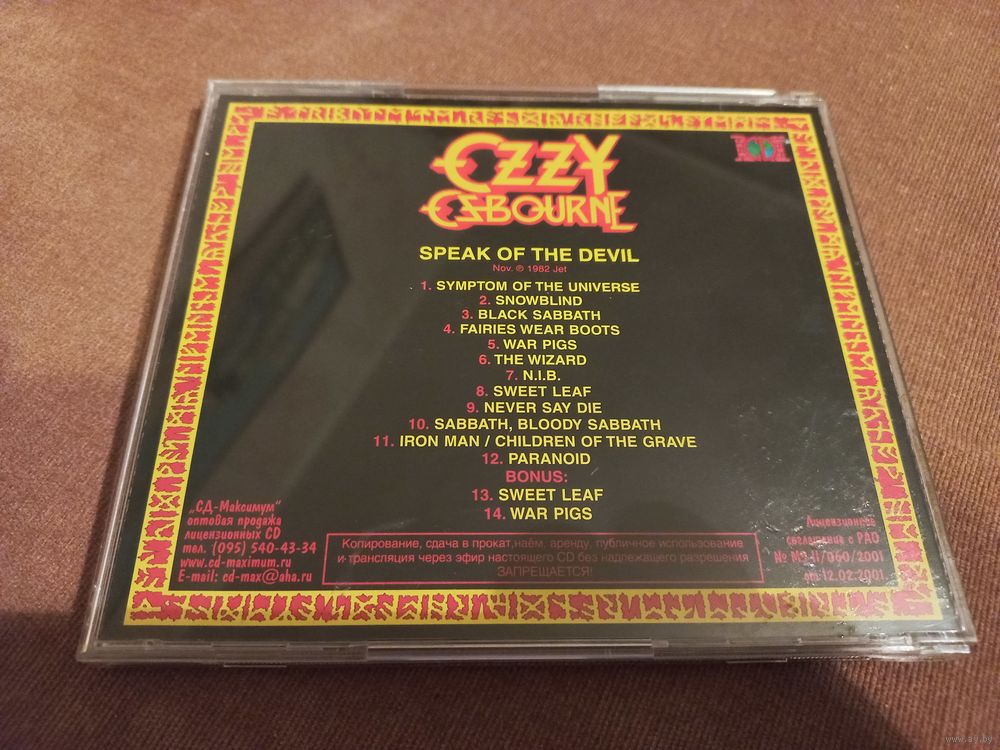 OZZY
OSBOURNE
SPEAK OF THE DEVIL
Nov. ℗ 1982 Jet
1. SYMPTOM OF THE UNIVERSE
2. SNOWBLIND
3. BLACK SABBATH
4. FAIRIES WEAR BOOTS
5. WAR PIGS
6. THE WIZARD
7. N.I.B.
8. SWEET LEAF
9. NEVER SAY DIE
10. SABBATH, BLOODY SABBATH
11. IRON MAN / CHILDREN OF THE GRAVE
12. PARANOID
BONUS:
13. SWEET LEAF
14. WAR PIGS
„СД-Максимум"
оптовая продажа
лицензионных CD
тел. (095) 540-43-34
www.cd-maximum.ru
E-mail: cd-max@aha.ru
Копирование, сдача в прокат,наём, аренду, публичное использование
и трансляция через эфир настоящего CD без надлежащего разрешения
ЗАПРЕЩАЕТСЯ!
Лицензионное
соглашение с РАО
№ /060/2001
от 12.02.2001
www.ay.by